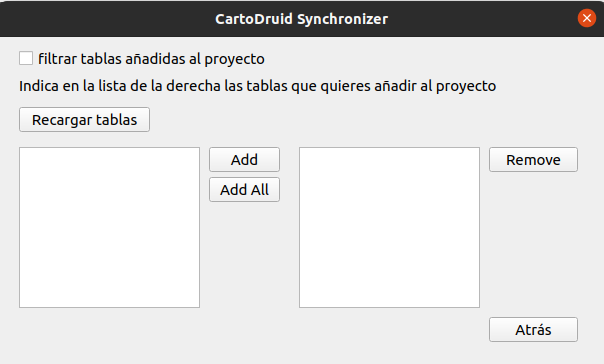 CartoDruid Synchronizer
filtrar tablas añadidas al proyecto
Indica en la lista de la derecha las tablas que quieres añadir al proyecto
Recargar tablas
Add
Remove
Add All
Atrás